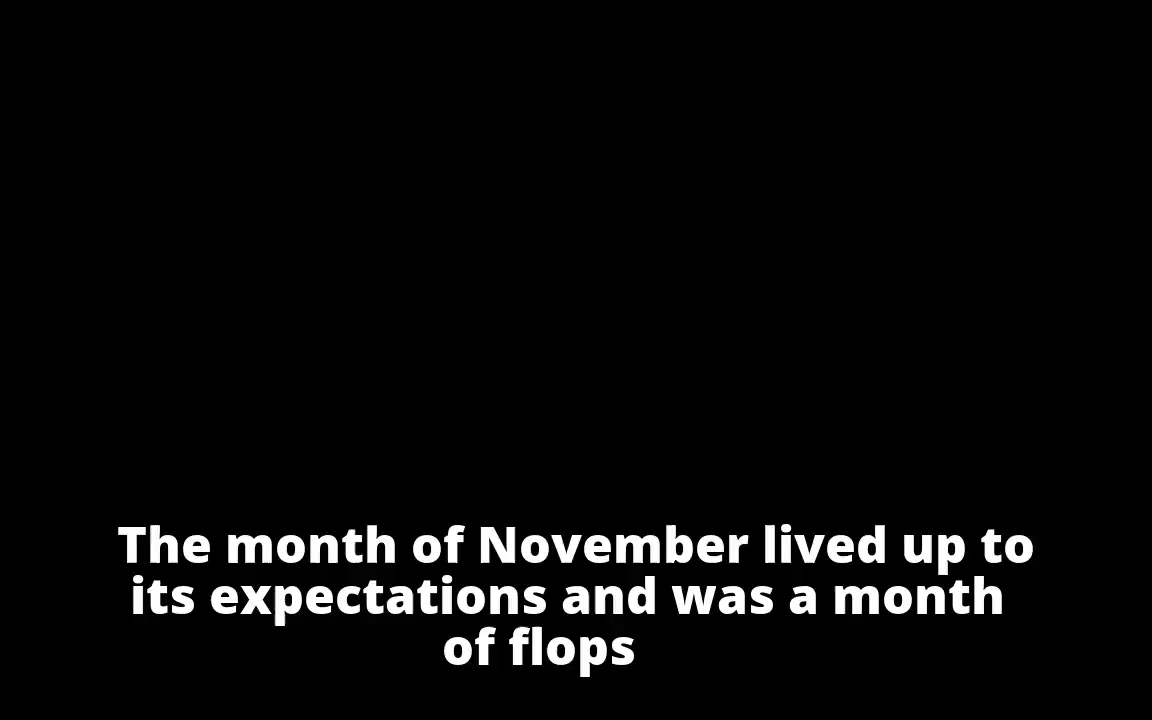 The month of November lived up to
its expectations and was a month
of flops